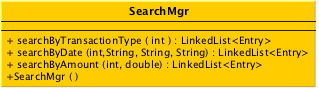 SearchMgr
+ searchByTransactionType ( int ) : LinkedList<Entry>
+ searchByDate (int,String, String, String) : LinkedList<Entry>
+ searchByAmount (int, double) : LinkedList<Entry>
+SearchMgr ( )